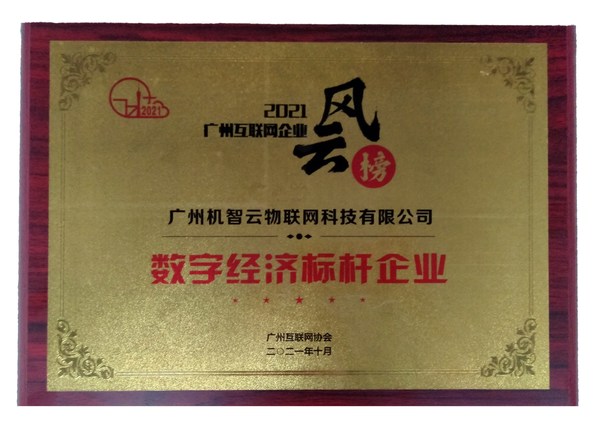 2021
2021
广州互联网企业
风云榜
广州机智云物联网科技有限公司
数字经济标杆企业
广州互联网协会
二〇二一年十月